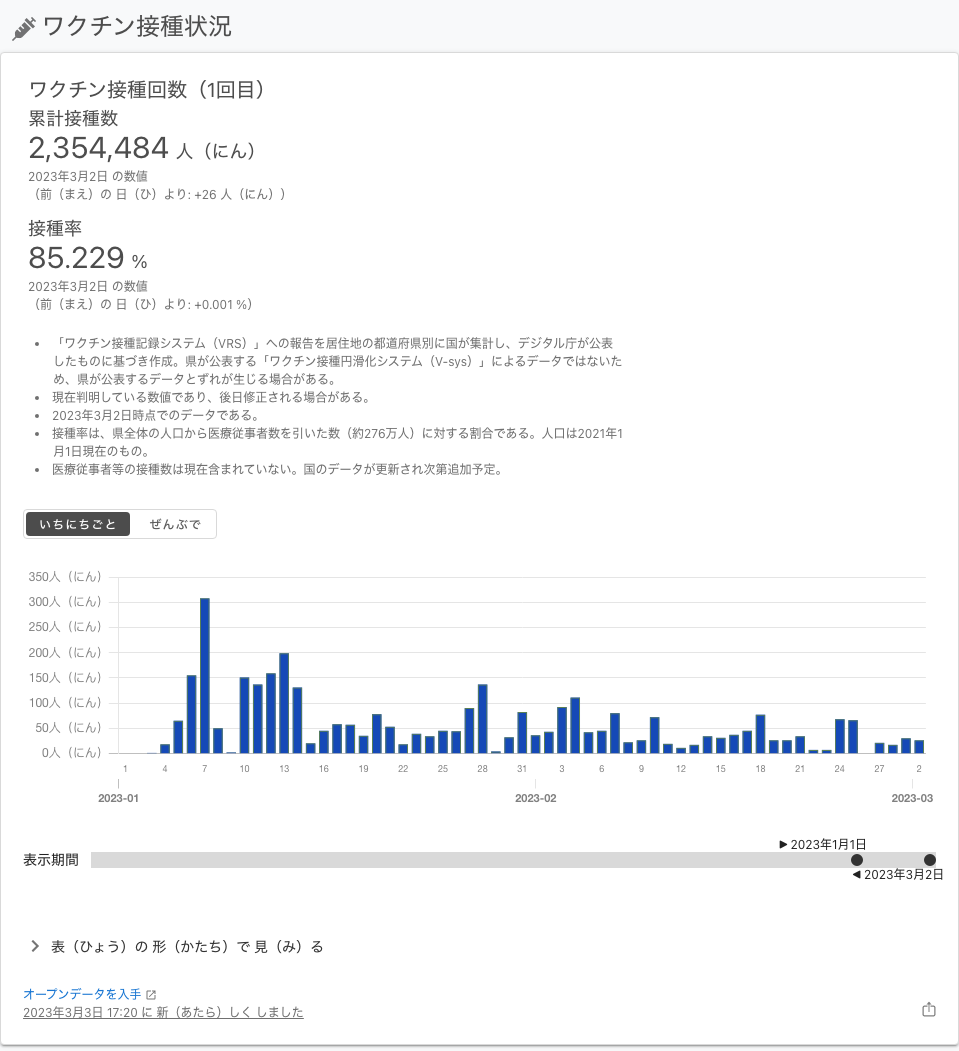 ワクチン接種状況
ワクチン接種回数（1回目）
累計接種数
2,354,484 人（にん）
2023年3月2日 の数値
（前（まえ）の 日（ひ）より: +26 人（にん））
接種率
85.229 %
2023年3月2日 の数値
（前（まえ）の 日（ひ）より: +0.001 %）
• 「ワクチン接種記録システム（VRS）」への報告を居住地の都道府県別に国が集計し、デジタル庁が公表
したものに基づき作成。県が公表する「ワクチン接種円滑化システム（V-sys）」によるデータではないた
め、県が公表するデータとずれが生じる場合がある。
• 現在判明している数値であり、後日修正される場合がある。
• 2023年3月2日時点でのデータである。
• 接種率は、県全体の人口から医療従事者数を引いた数（約276万人）に対する割合である。人口は2021年1
月1日現在のもの。
• 医療従事者等の接種数は現在含まれていない。国のデータが更新され次第追加予定。
いちにちごと ぜんぶで
350人（にん）
300人（にん）
250人（にん）
200人（にん）
150人（にん）
100人（にん）
50人（にん）
0人（にん）
1 4 7 10 13 16 19 22 25 28 31 3 6 9 12 15 18 21 24 27 2
2023-01 2023-02 2023-03
▶ 2023年1月1日
表示期間
◀ 2023年3月2日
表（ひょう）の 形（かたち）で 見（み）る
オープンデータを入手
2023年3月3日 17:20 に 新（あたら）しく しました